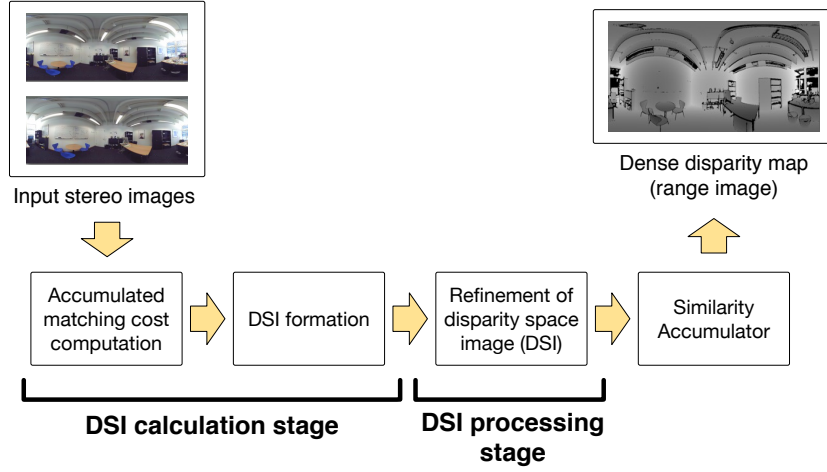 Input stereo images
Dense disparity map
(range image)
Accumulated
matching cost
computation
DSI formation
Refinement of
disparity space
image (DSI)
Similarity
Accumulator
DSI calculation stage
DSI processing
stage